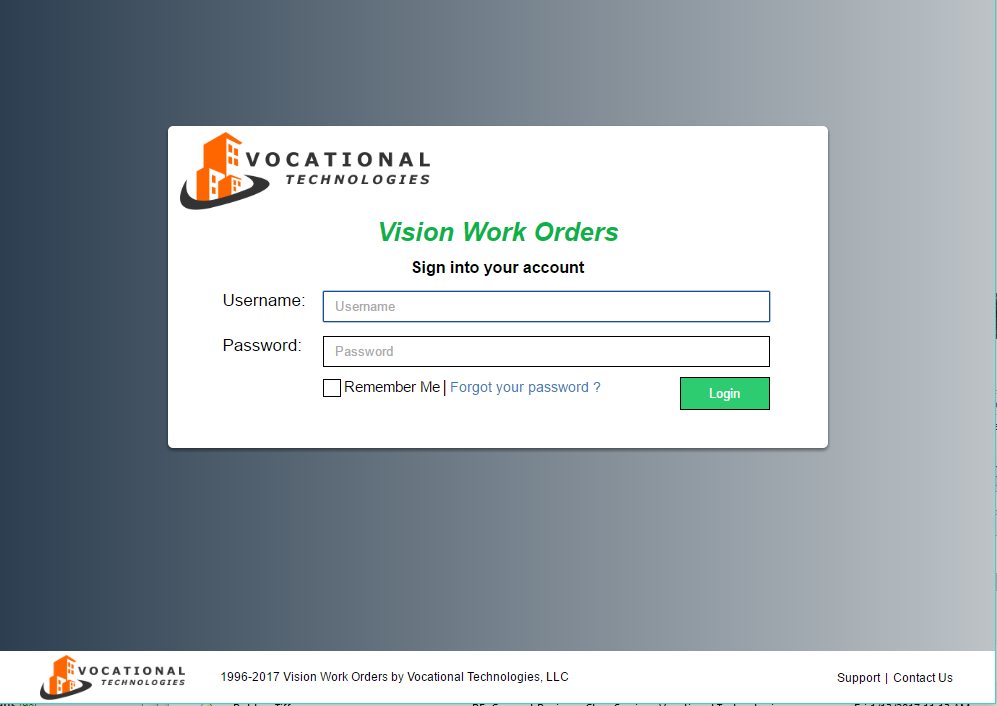 VOCATIONAL
TECHNOLOGIES
Vision Work Orders
Sign into your account
Username:
Username
Password:
Password
Remember Me | Forgot your password ?
Login
VOCATIONAL
TECHNOLOGIES
1996-2017 Vision Work Orders by Vocational Technologies, LLC
Support | Contact Us